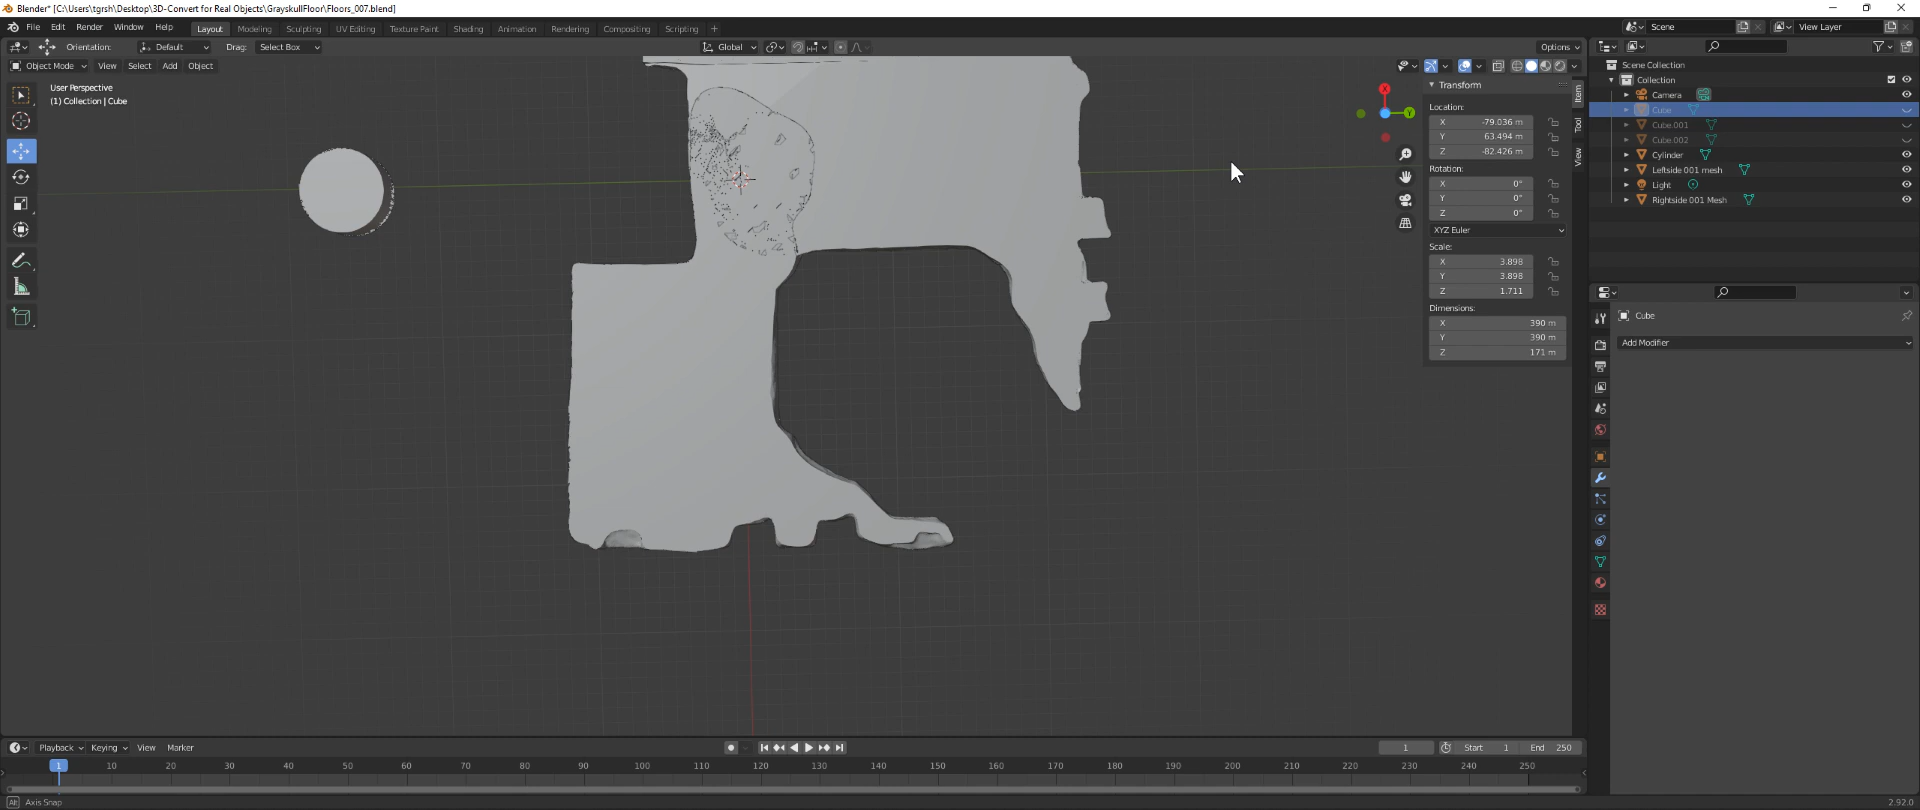 Blender* [C:\Users\tgrsh\Desktop\3D-Convert for Real Objects\GrayskullFloor\Floors_007.blend]
File Edit Render Window Help Layout Modeling Sculpting UV Editing Texture Paint Shading Animation Rendering Compositing Scripting + Scene View Layer
Orientation: Default Drag: Select Box Global Options
Object Mode View Select Add Object
User Perspective
(1) Collection | Cube
Transform
Location:
X -79.036 m
Y 63.494 m
Z -82.426 m
Rotation:
X 0°
Y 0°
Z 0°
XYZ Euler
Scale:
X 3.898
Y 3.898
Z 1.711
Dimensions:
X 390 m
Y 390 m
Z 171 m
Item
Tool
View
X
Y
Scene Collection
Collection
Camera
Cube
Cube.001
Cube.002
Cylinder
Leftside 001 mesh
Light
Rightside 001 Mesh
Cube
Add Modifier
Playback Keying View Marker 1 Start 1 End 250
1 10 20 30 40 50 60 70 80 90 100 110 120 130 140 150 160 170 180 190 200 210 220 230 240 250
Alt Axis Snap 2.92.0